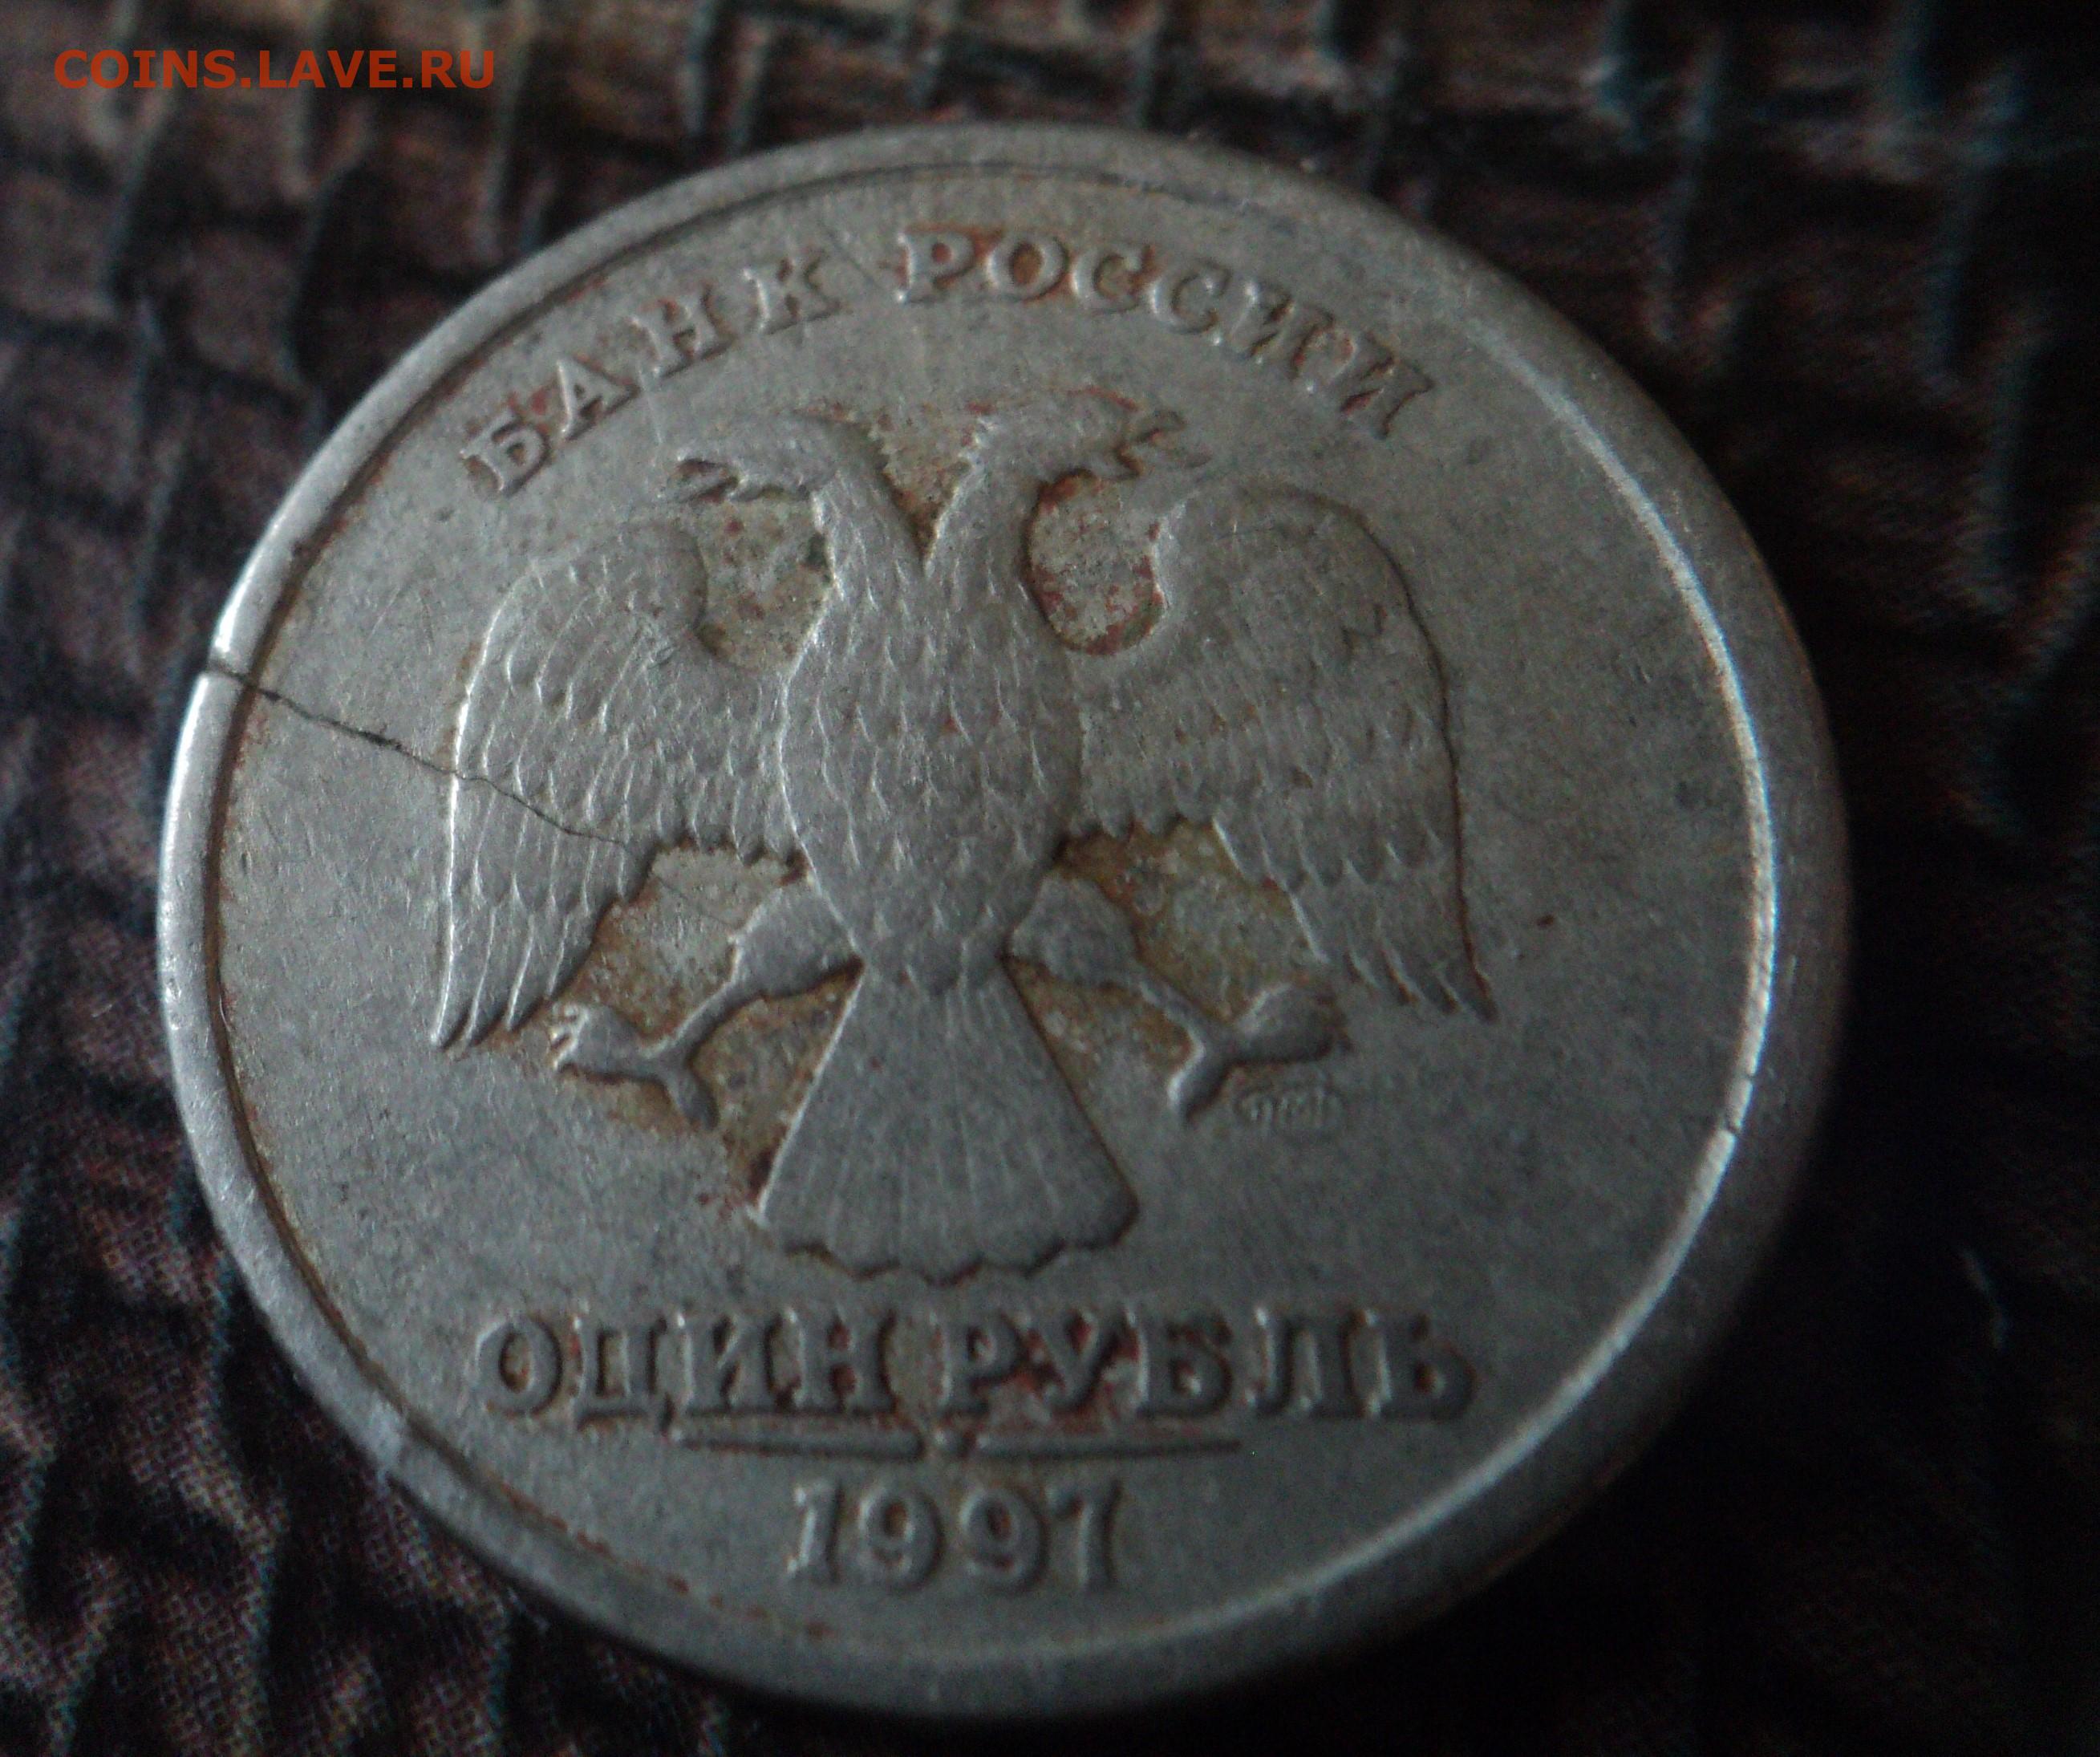 COINS.LAVE.RU
БАНК РОССИИ
ОДИН РУБЛЬ
1997